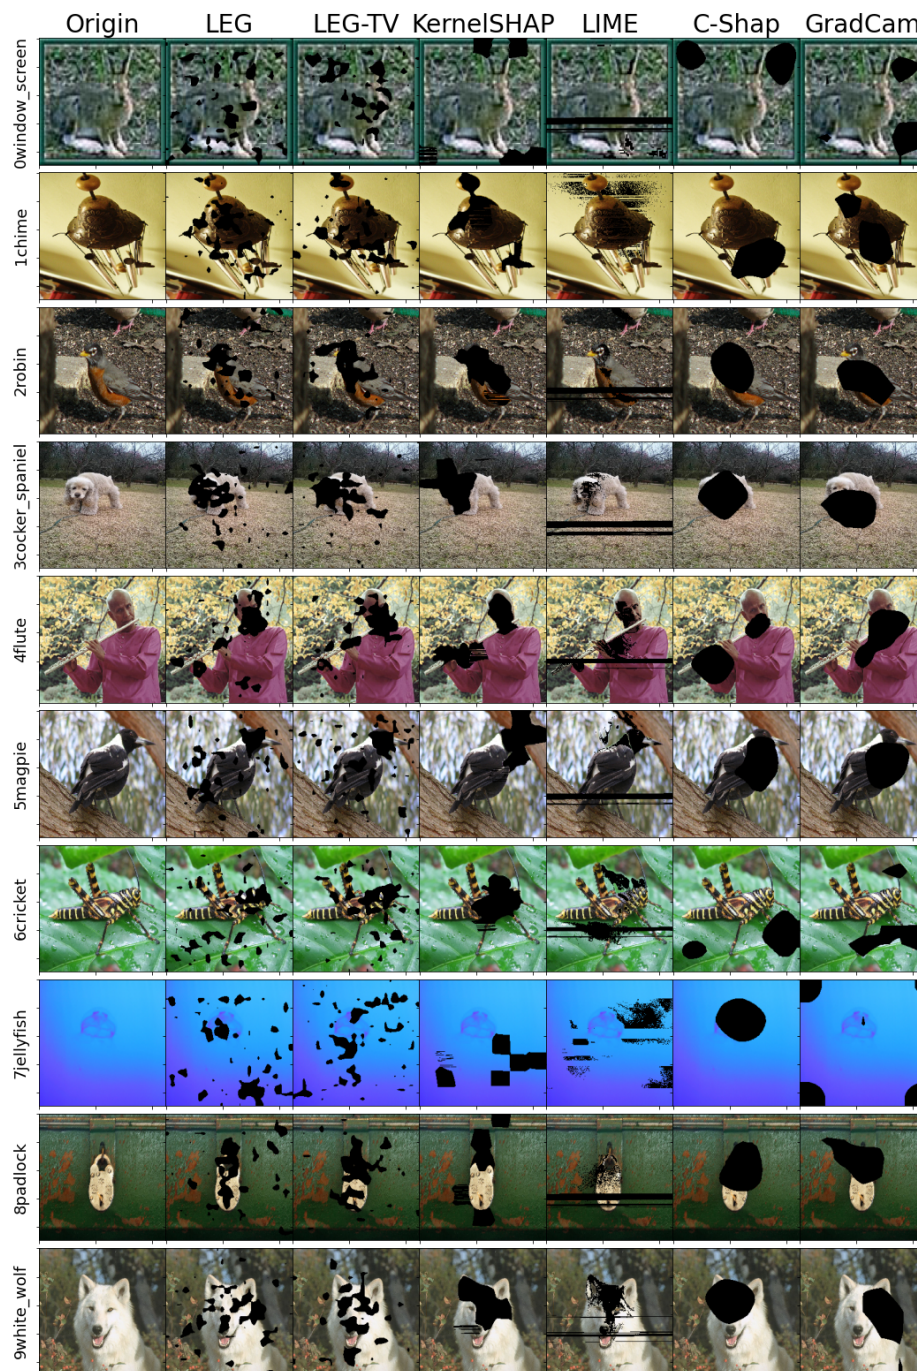 Origin LEG LEG-TV KernelSHAP LIME C-Shap GradCam
0window_screen
1chime
2robin
3cocker_spaniel
4flute
5magpie
6cricket
7jellyfish
8padlock
9white_wolf